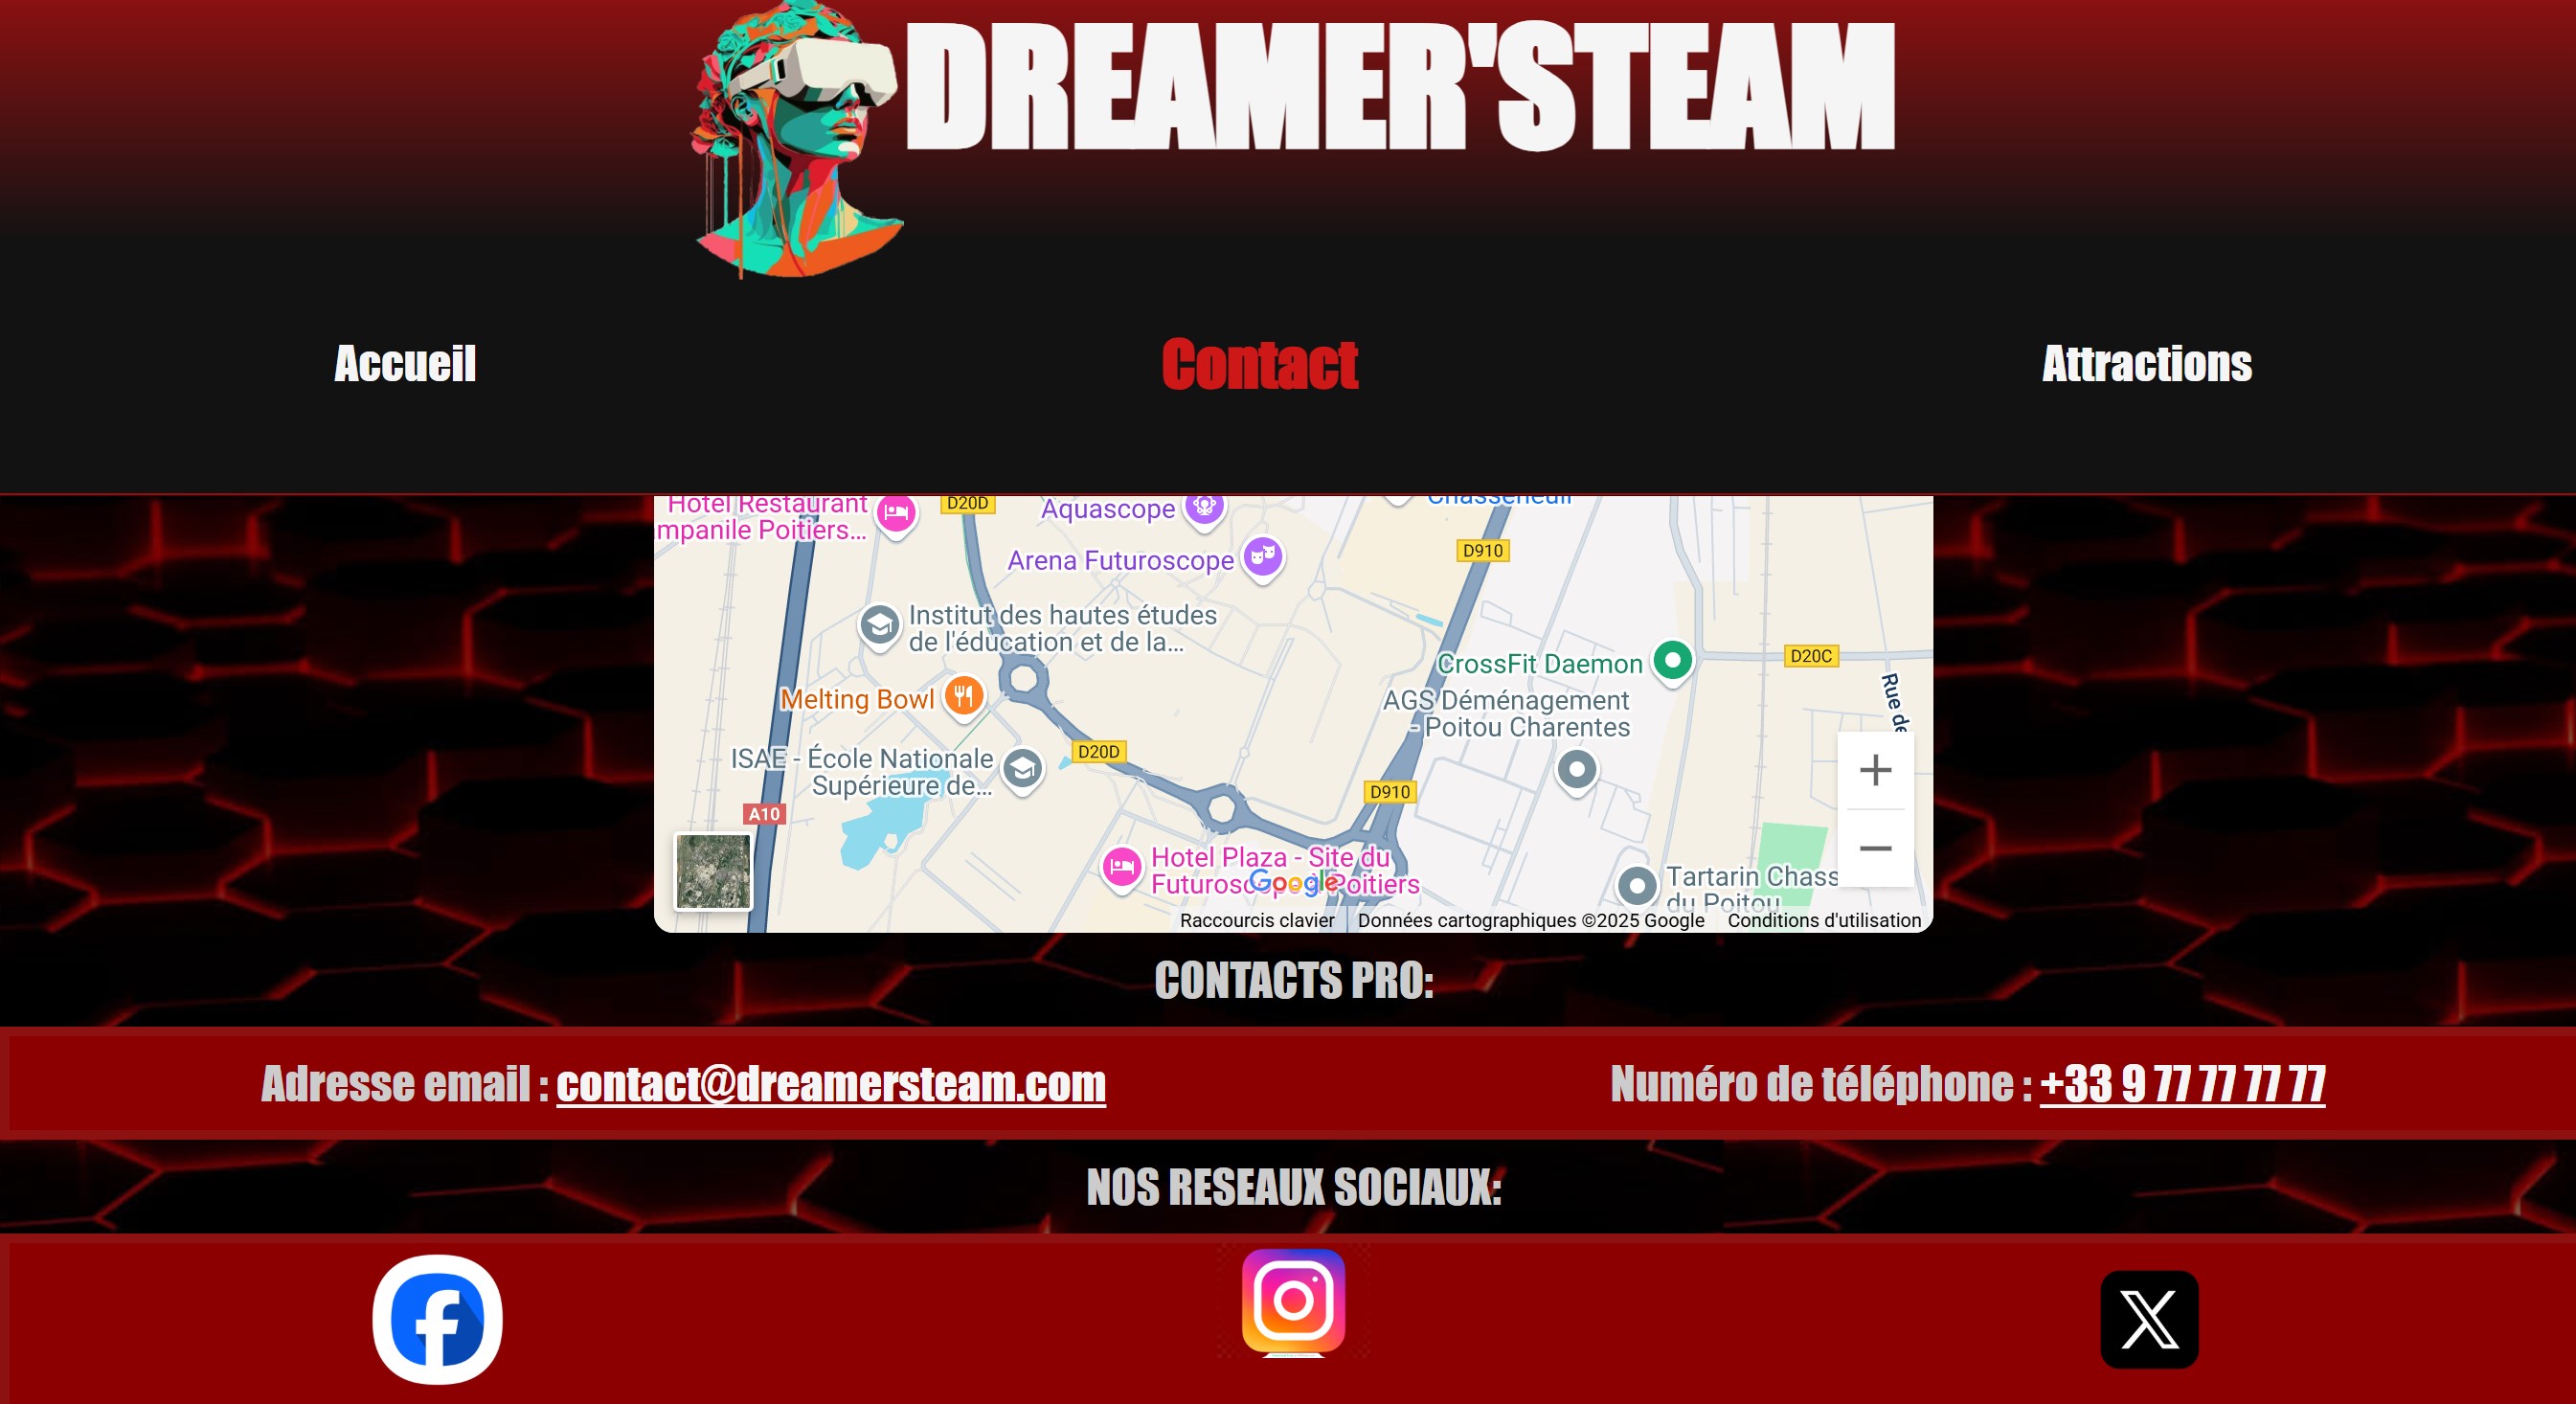 DREAMER'STEAM
Accueil
Contact
Attractions
Hotel Restaurant
mpanile Poitiers...
D20D
Aquascope
Chasseneuil
Arena Futuroscope
D910
Institut des hautes études
de l'éducation et de la...
CrossFit Daemon
D20C
Melting Bowl
AGS Déménagement
- Poitou Charentes
Rue de
ISAE - École Nationale
Supérieure de...
D20D
D910
A10
Hotel Plaza - Site du
Futuroscope Poitiers
Google
Tartarin Chass
du Poitou
Raccourcis clavier
Données cartographiques ©2025 Google
Conditions d'utilisation
CONTACTS PRO:
Adresse email : contact@dreamersteam.com
Numéro de téléphone : +33 9 77 77 77 77
NOS RESEAUX SOCIAUX: